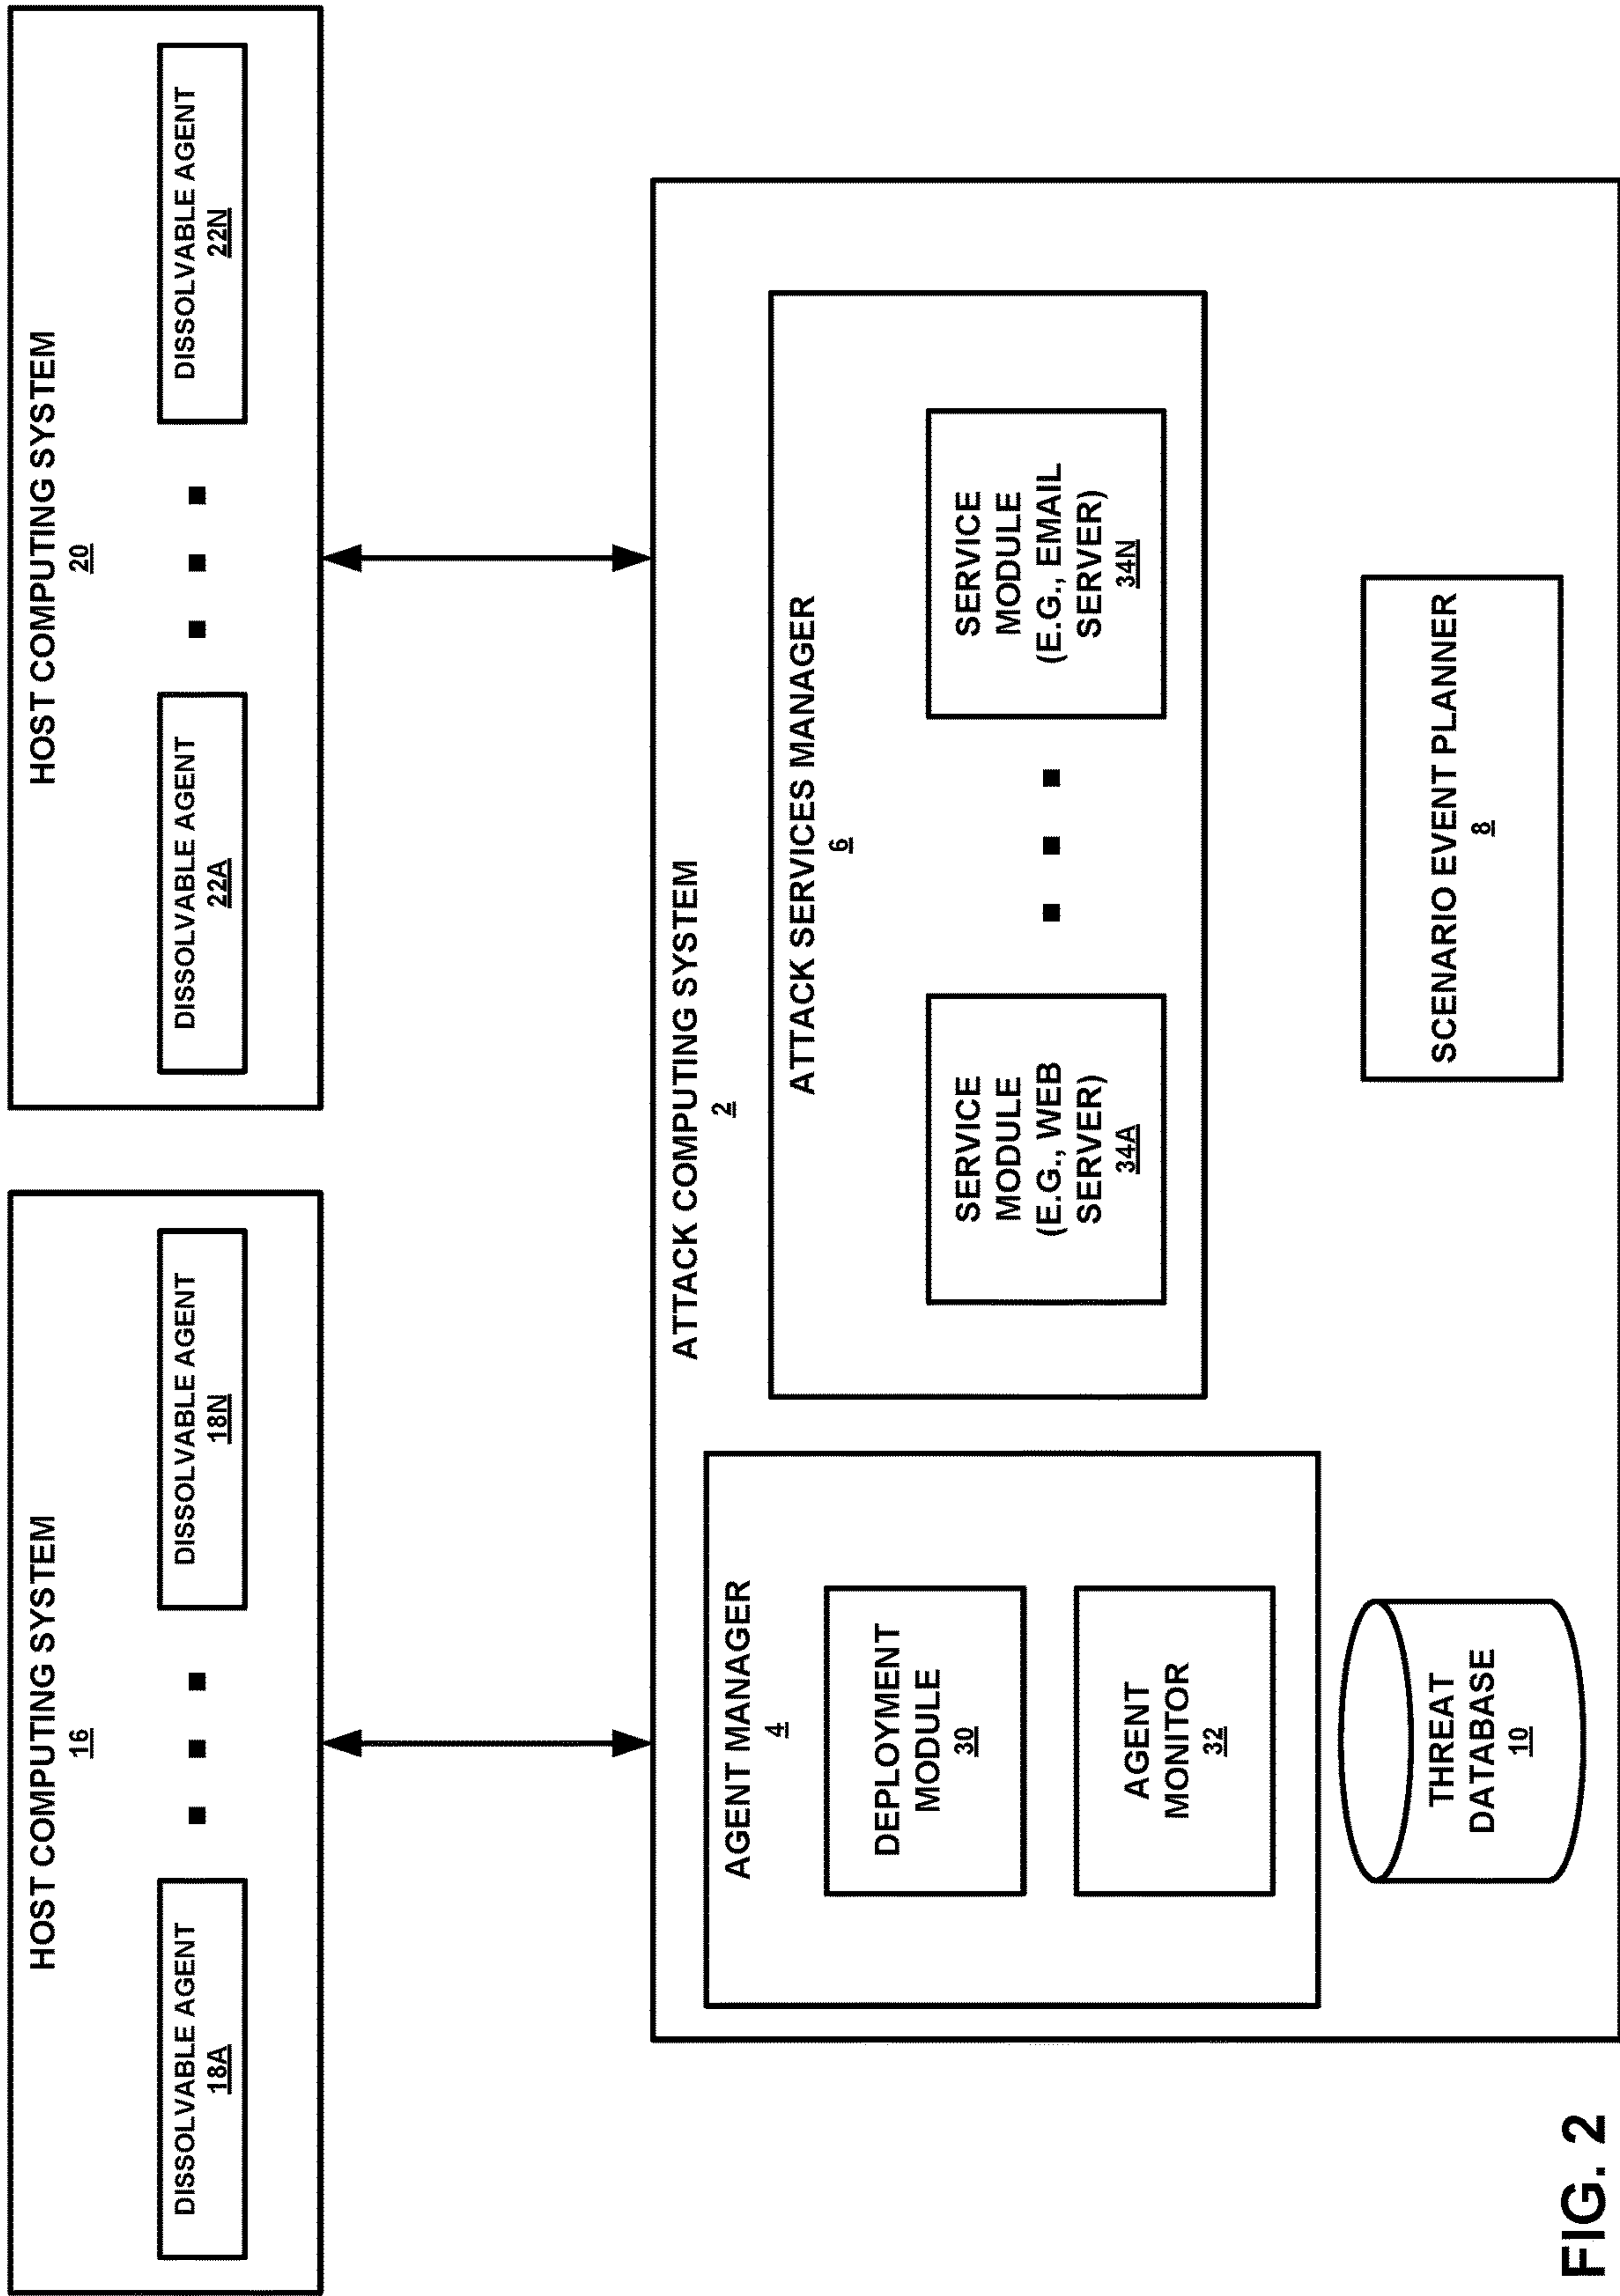 HOST COMPUTING SYSTEM
16
DISSOLVABLE AGENT
18A
DISSOLVABLE AGENT
18N
HOST COMPUTING SYSTEM
20
DISSOLVABLE AGENT
22A
DISSOLVABLE AGENT
22N
ATTACK COMPUTING SYSTEM
2
AGENT MANAGER
4
DEPLOYMENT
MODULE
30
AGENT
MONITOR
32
THREAT
DATABASE
10
ATTACK SERVICES MANAGER
6
SERVICE
MODULE
(E.G., WEB
SERVER)
34A
SERVICE
MODULE
(E.G., EMAIL
SERVER)
34N
SCENARIO EVENT PLANNER
8
FIG. 2